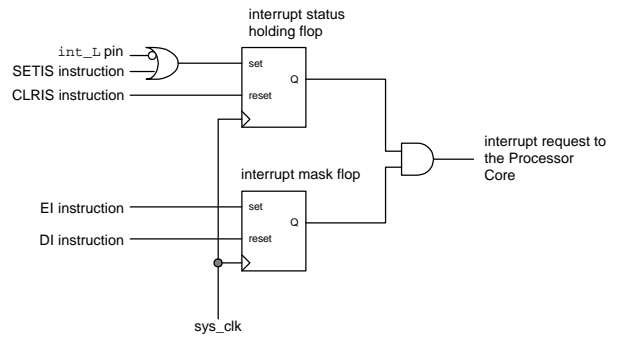 interrupt status
holding flop
int_L pin
SETIS instruction
CLRIS instruction
set
Q
reset
interrupt request to
the Processor
Core
interrupt mask flop
EI instruction
DI instruction
set
Q
reset
sys_clk